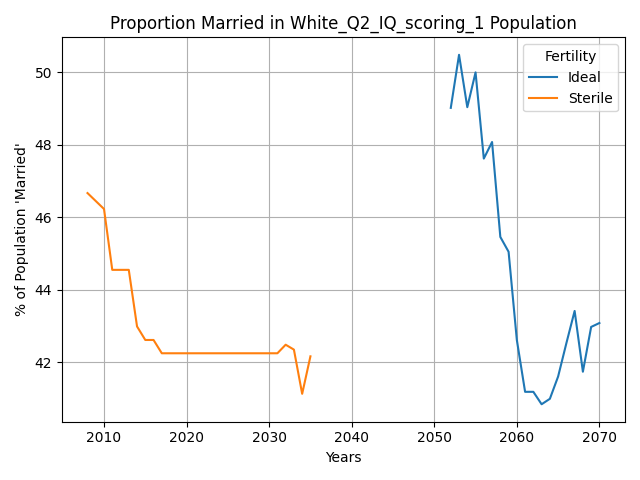 Proportion Married in White_Q2_IQ_scoring_1 Population
Fertility
Ideal
Sterile
% of Population 'Married'
50
48
46
44
42
2010
2020
2030
2040
2050
2060
2070
Years